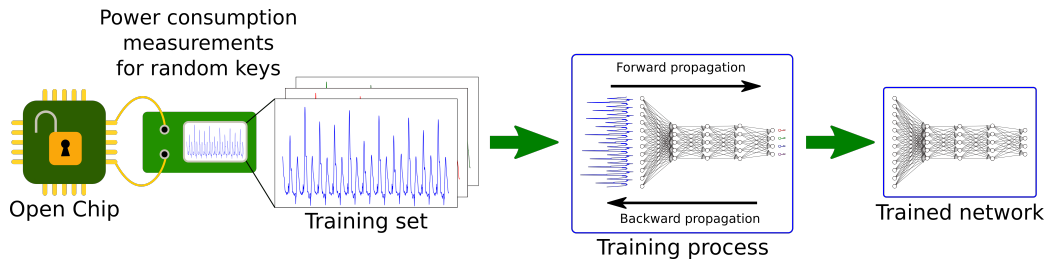 Power consumption
measurements
for random keys
Open Chip
Training set
Forward propagation
Backward propagation
Training process
Trained network